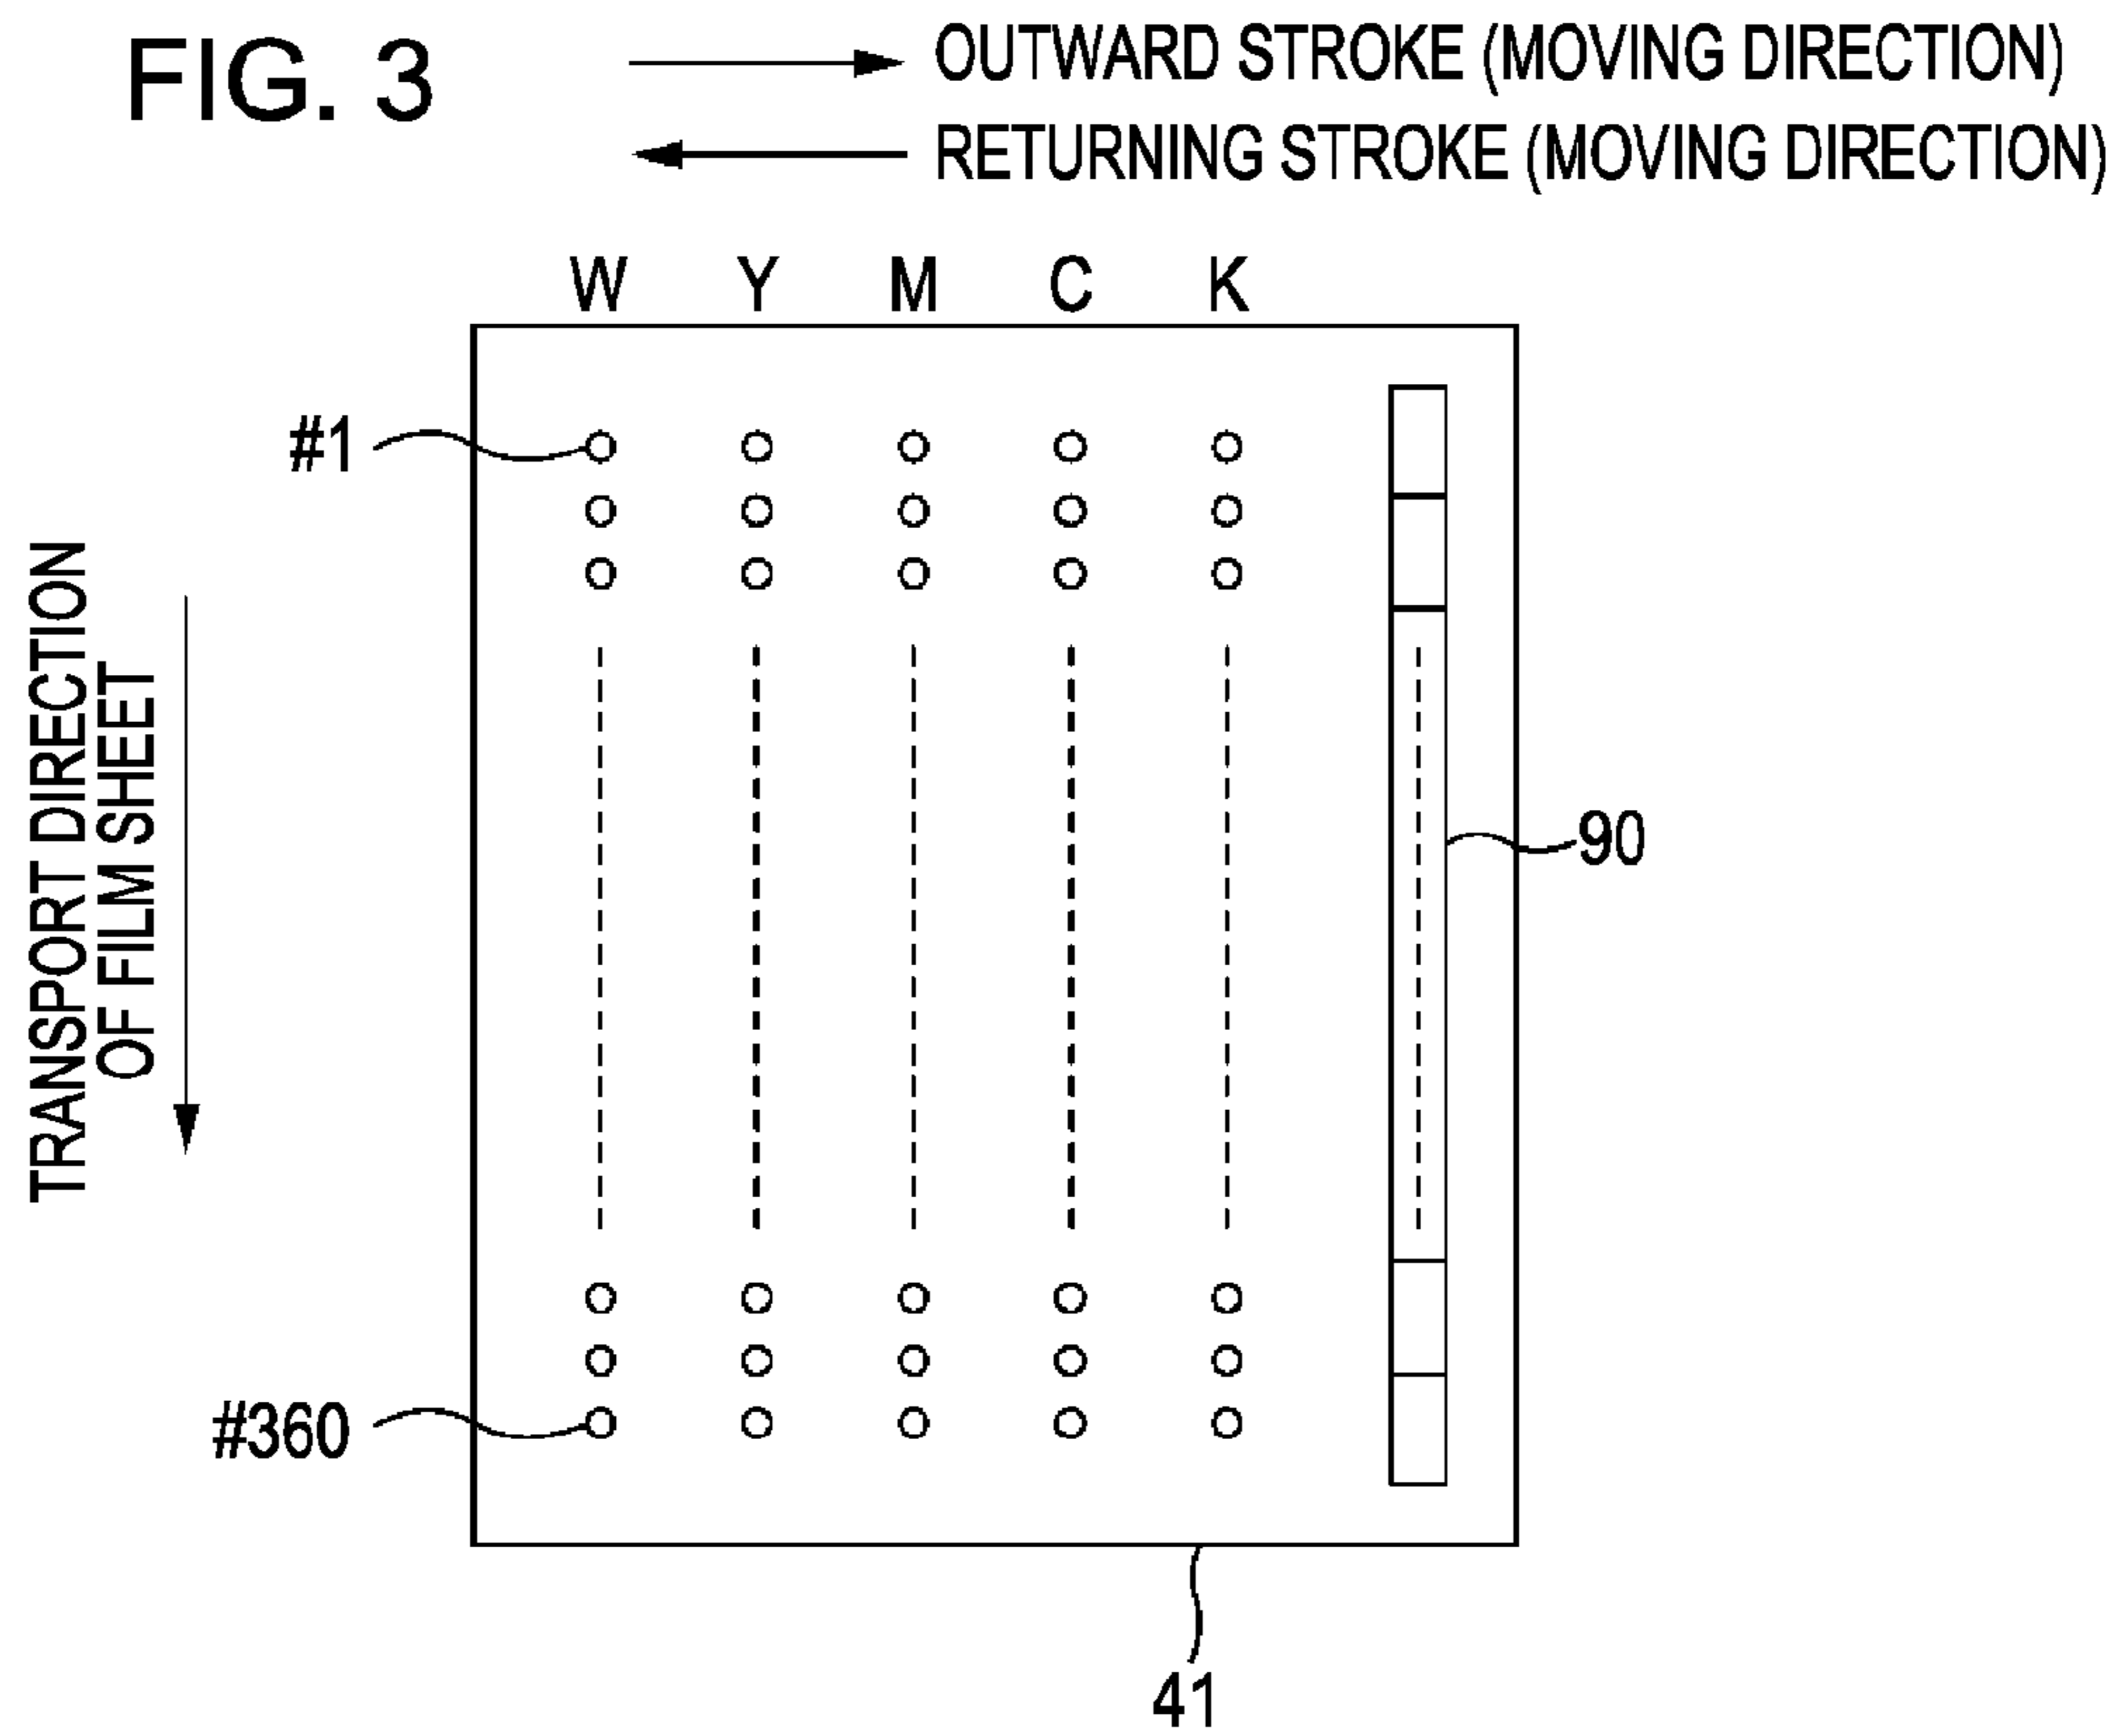 FIG. 3
OUTWARD STROKE (MOVING DIRECTION)
RETURNING STROKE (MOVING DIRECTION)
W Y M C K
#1
TRANSPORT DIRECTION
OF FILM SHEET
90
#360
41